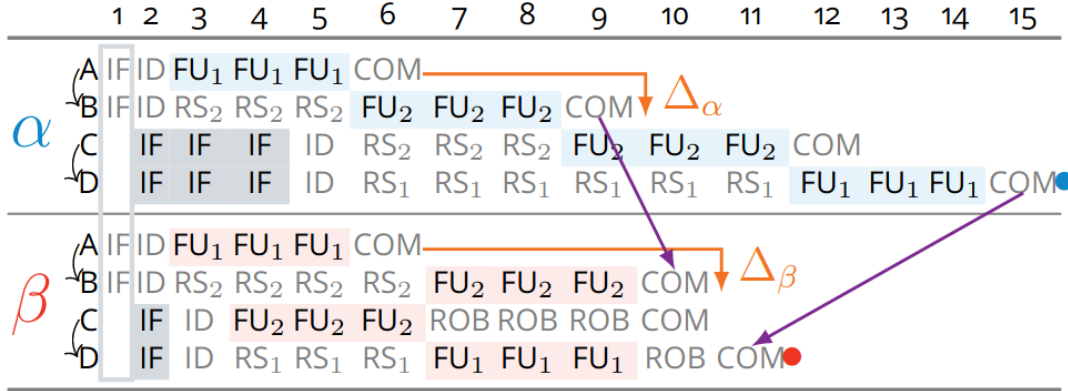 1 2 3 4 5 6 7 8 9 10 11 12 13 14 15
A IF ID FU₁ FU₁ FU₁ COM
B IF ID RS₂ RS₂ RS₂ FU₂ FU₂ FU₂ COM Δα
α
C IF IF IF ID RS₂ RS₂ RS₂ FU₂ FU₂ FU₂ COM
D IF IF IF ID RS₁ RS₁ RS₁ RS₁ RS₁ RS₁ FU₁ FU₁ FU₁ COM
A IF ID FU₁ FU₁ FU₁ COM
B IF ID RS₂ RS₂ RS₂ RS₂ FU₂ FU₂ FU₂ COM Δβ
β
C IF ID FU₂ FU₂ FU₂ ROB ROB ROB COM
D IF ID RS₁ RS₁ RS₁ FU₁ FU₁ FU₁ ROB COM